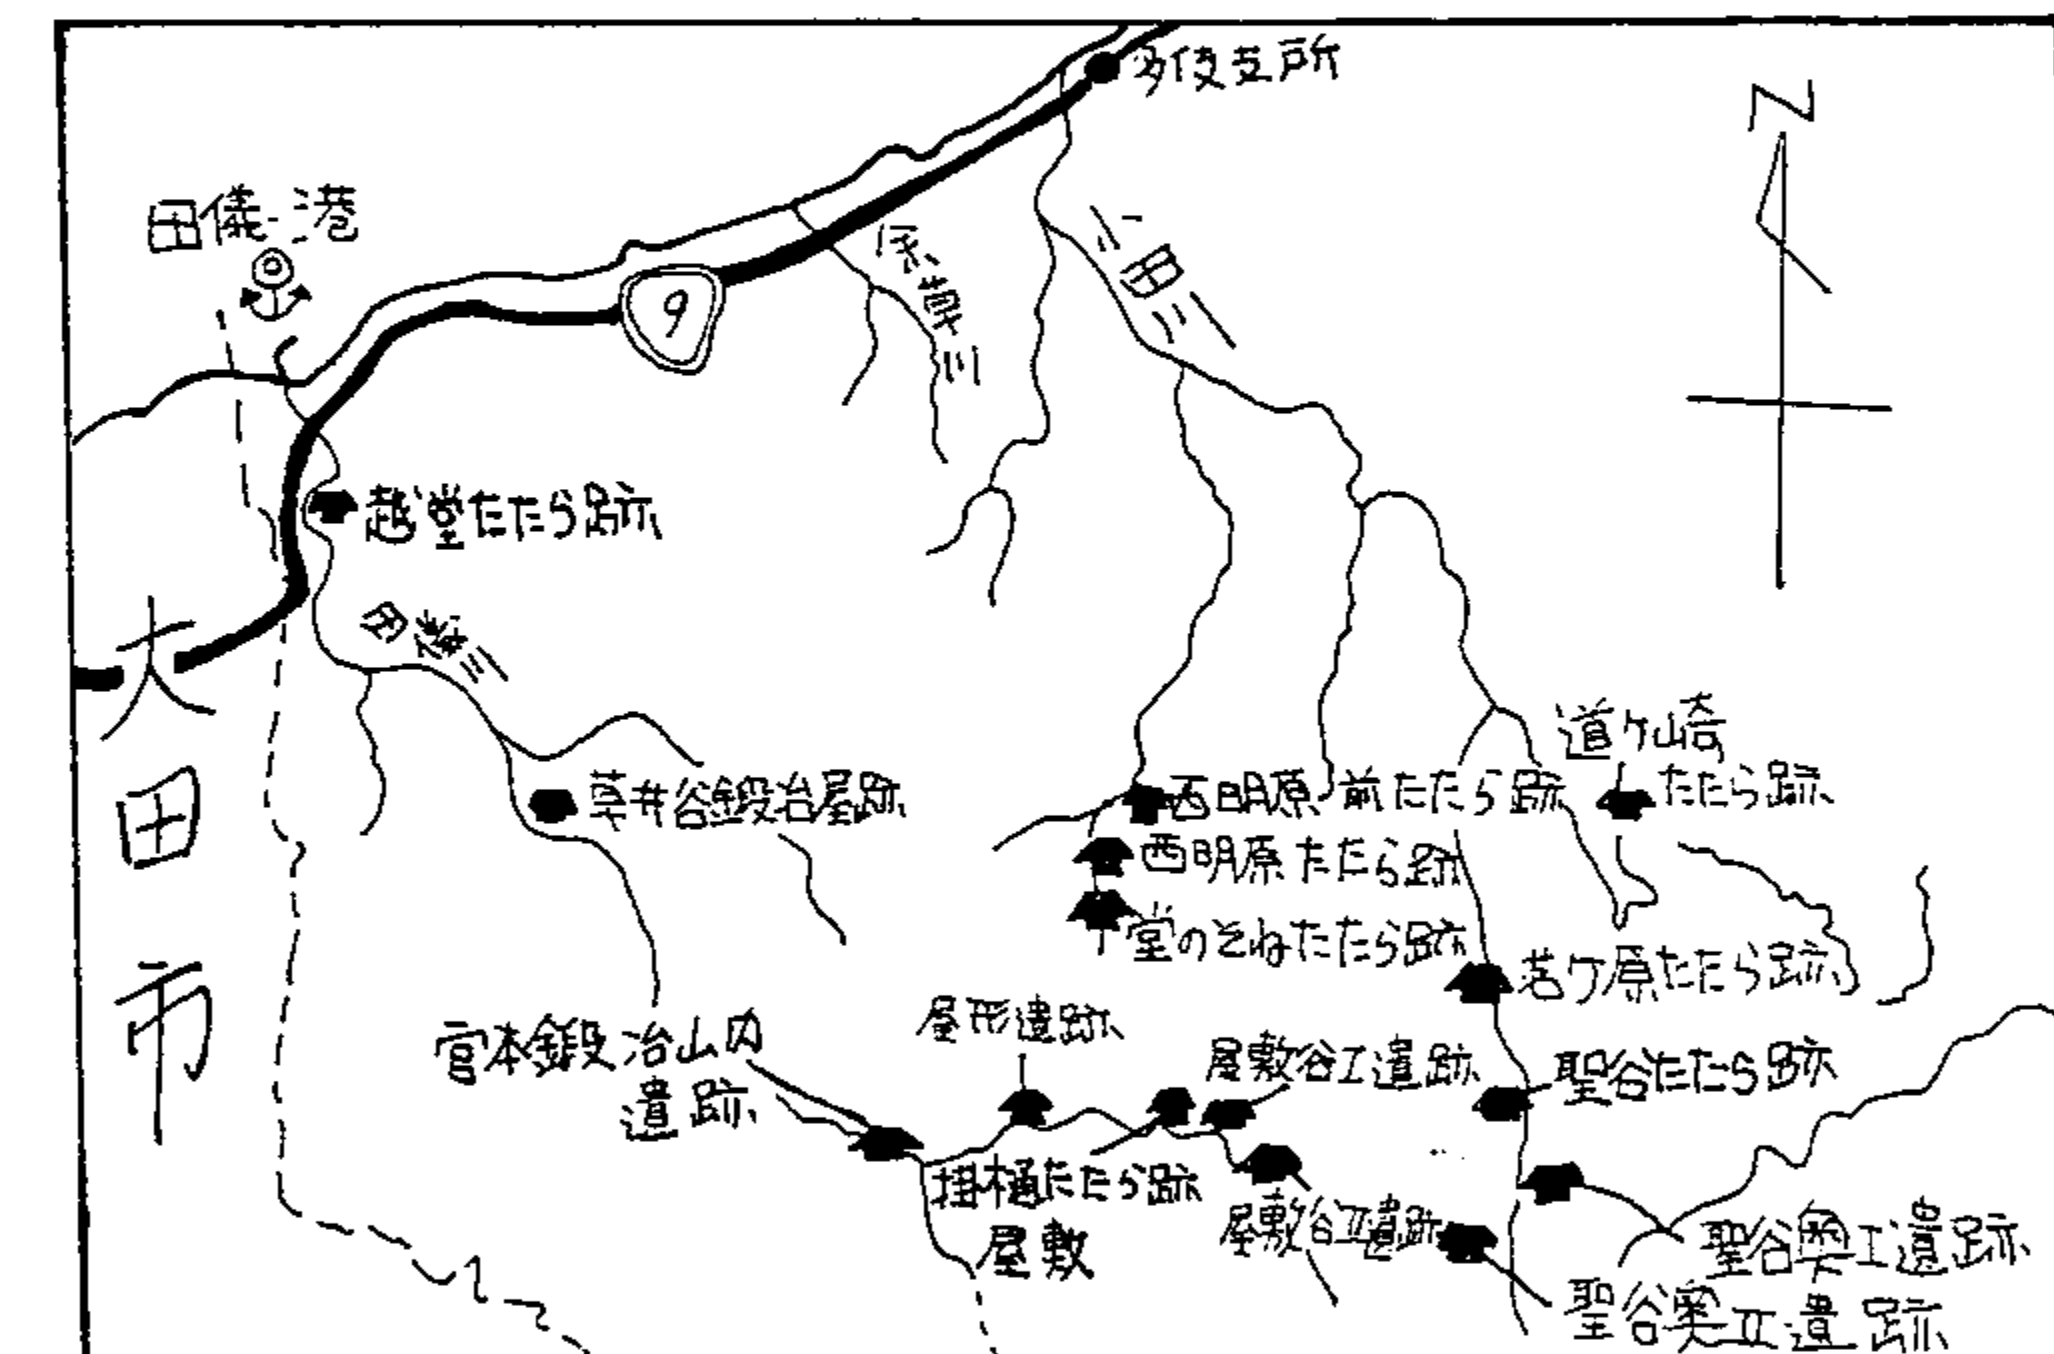 多伎支所
N
田儀港
9
小田川
越堂たたら跡
田儀川
大田市
道ケ崎
たたら跡
草井谷鍛冶屋跡
西明原前たたら跡
西明原たたら跡
堂のそねたたら跡
若ケ原たたら跡
屋形遺跡
宮本鍛冶山内
遺跡
屋敷谷I遺跡
聖谷たたら跡
掛樋たたら跡
屋敷
屋敷谷II遺跡
聖谷奥I遺跡
聖谷奥II遺跡